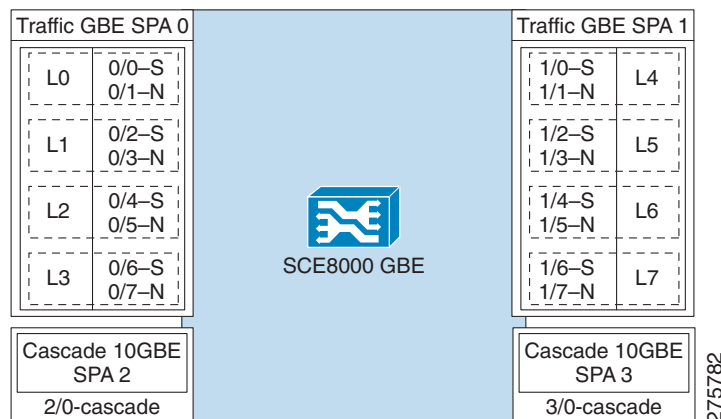 Traffic GBE SPA 0
L0
0/0–S
0/1–N
L1
0/2–S
0/3–N
L2
0/4–S
0/5–N
L3
0/6–S
0/7–N
Cascade 10GBE
SPA 2
2/0-cascade
SCE8000 GBE
Traffic GBE SPA 1
1/0–S
1/1–N
L4
1/2–S
1/3–N
L5
1/4–S
1/5–N
L6
1/6–S
1/7–N
L7
Cascade 10GBE
SPA 3
3/0-cascade
275782